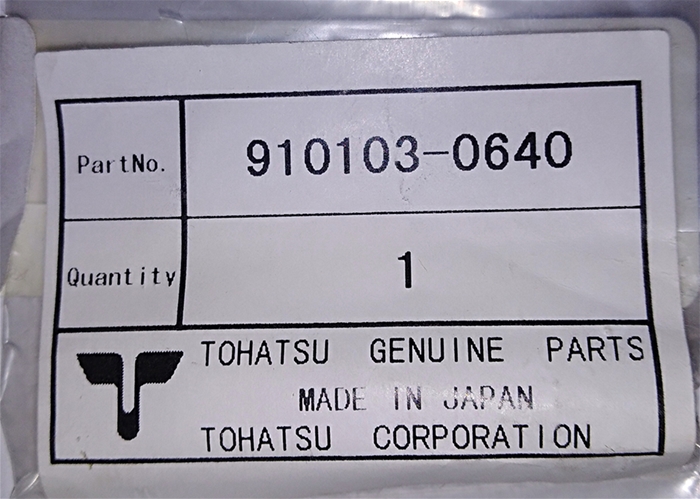 PartNo. 910103-0640
Quantity 1
TOHATSU GENUINE PARTS
MADE IN JAPAN
TOHATSU CORPORATION